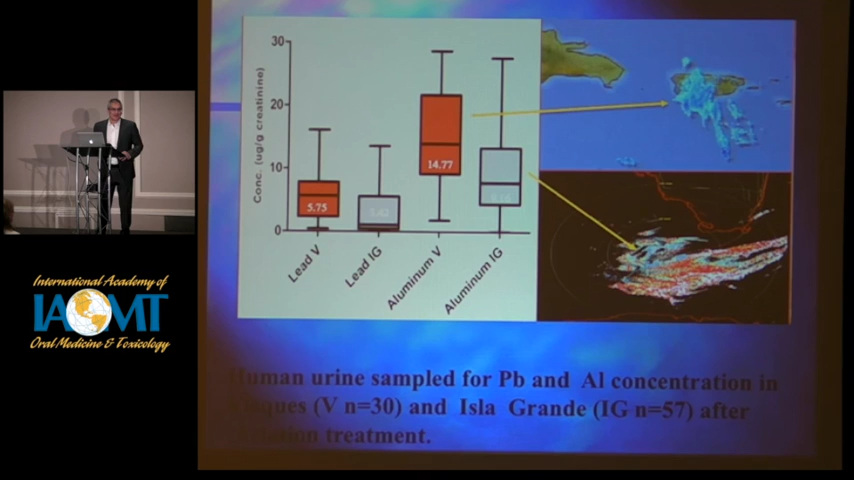 30
20
10
0
Conc. (ug/g creatinine)
5.75
14.77
Lead V
Lead IG
Aluminum V
Aluminum IG
International Academy of
IAOMT
Oral Medicine & Toxicology
Human urine sampled for Pb and Al concentration in
(V n=30) and Isla Grande (IG n=57) after
treatment.